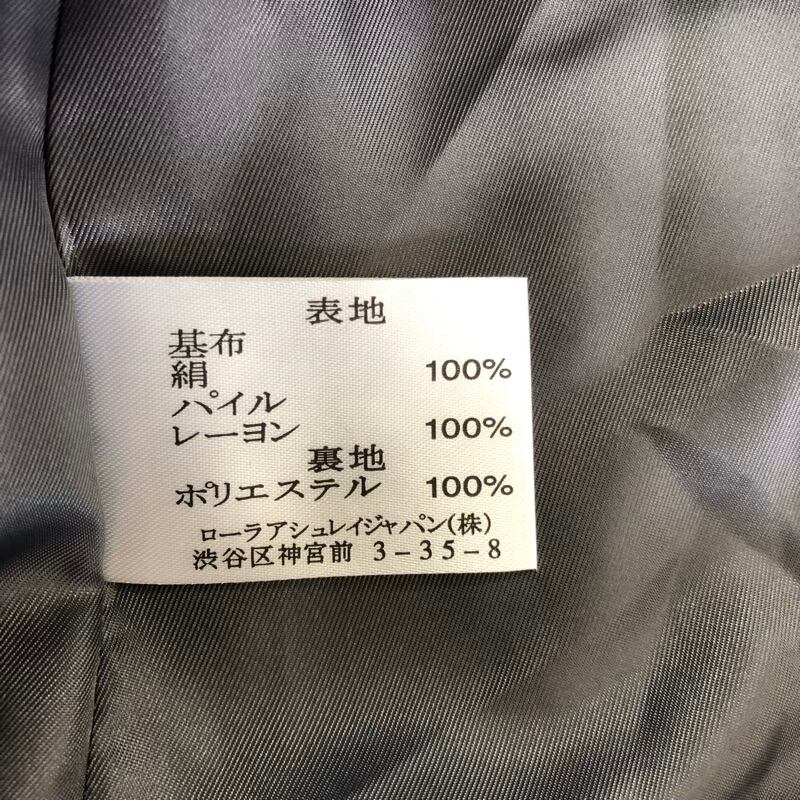 表地
基布
絹 100%
パイル
レーヨン 100%
裏地
ポリエステル 100%
ローラアシュレイジャパン(株)
渋谷区神宮前 3-35-8